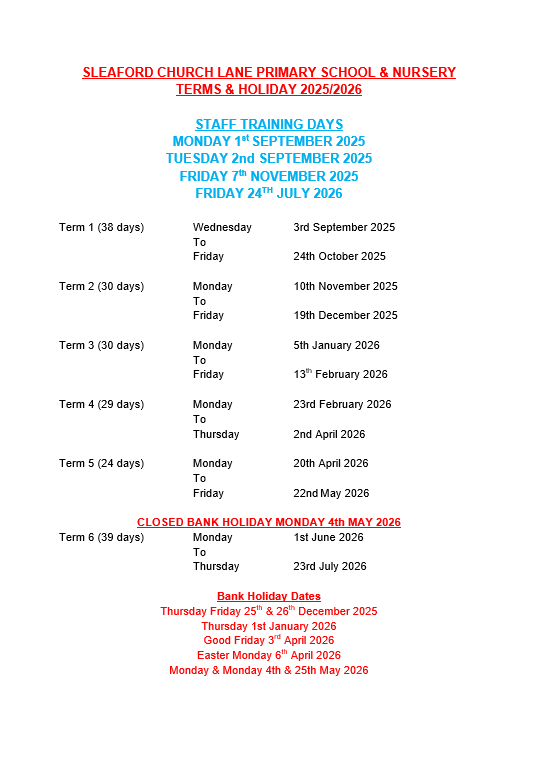 SLEAFORD CHURCH LANE PRIMARY SCHOOL & NURSERY
TERMS & HOLIDAY 2025/2026
STAFF TRAINING DAYS
MONDAY 1st SEPTEMBER 2025
TUESDAY 2nd SEPTEMBER 2025
FRIDAY 7th NOVEMBER 2025
FRIDAY 24TH JULY 2026
Term 1 (38 days) Wednesday 3rd September 2025
To
Friday 24th October 2025
Term 2 (30 days) Monday 10th November 2025
To
Friday 19th December 2025
Term 3 (30 days) Monday 5th January 2026
To
Friday 13th February 2026
Term 4 (29 days) Monday 23rd February 2026
To
Thursday 2nd April 2026
Term 5 (24 days) Monday 20th April 2026
To
Friday 22nd May 2026
CLOSED BANK HOLIDAY MONDAY 4th MAY 2026
Term 6 (39 days) Monday 1st June 2026
To
Thursday 23rd July 2026
Bank Holiday Dates
Thursday Friday 25th & 26th December 2025
Thursday 1st January 2026
Good Friday 3rd April 2026
Easter Monday 6th April 2026
Monday & Monday 4th & 25th May 2026